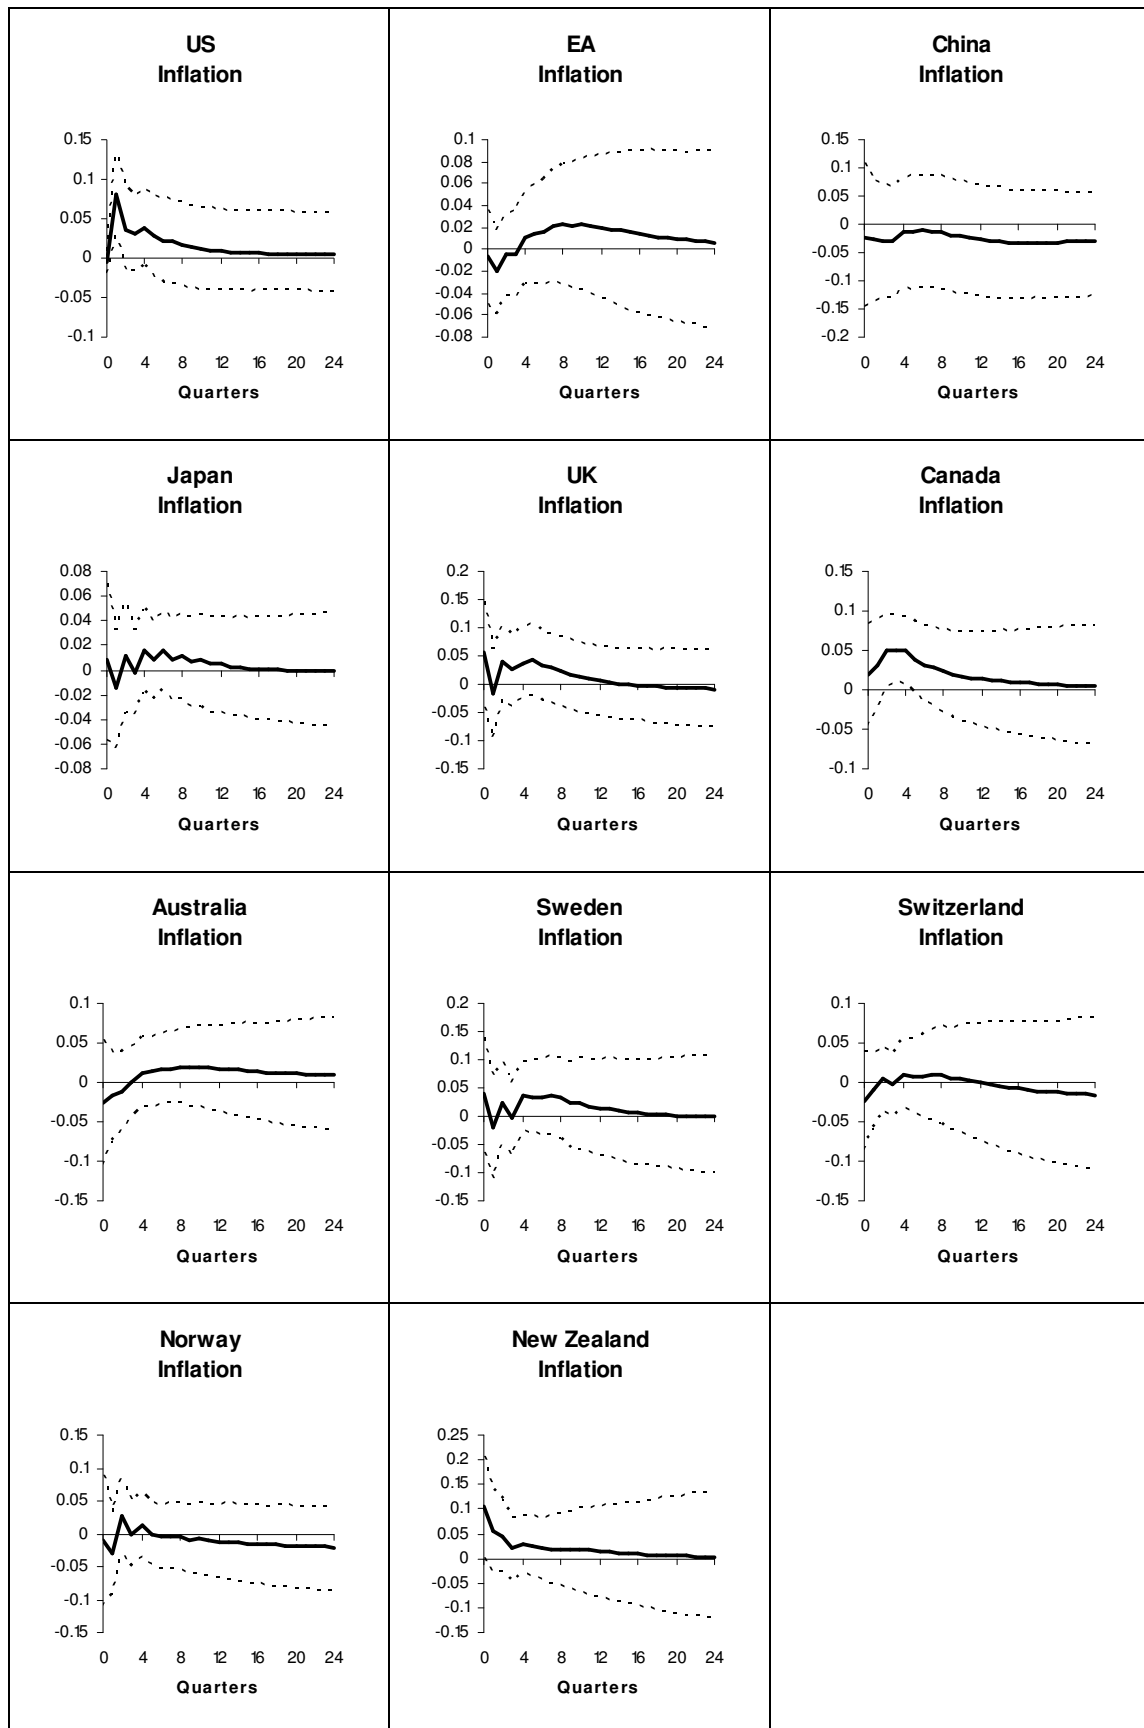 US
Inflation
0.15
0.1
0.05
0
-0.05
-0.1
0 4 8 12 16 20 24
Quarters
EA
Inflation
0.1
0.08
0.06
0.04
0.02
0
-0.02
-0.04
-0.06
-0.08
0 4 8 12 16 20 24
Quarters
China
Inflation
0.15
0.1
0.05
0
-0.05
-0.1
-0.15
-0.2
0 4 8 12 16 20 24
Quarters
Japan
Inflation
0.08
0.06
0.04
0.02
0
-0.02
-0.04
-0.06
-0.08
0 4 8 12 16 20 24
Quarters
UK
Inflation
0.2
0.15
0.1
0.05
0
-0.05
-0.1
-0.15
0 4 8 12 16 20 24
Quarters
Canada
Inflation
0.15
0.1
0.05
0
-0.05
-0.1
0 4 8 12 16 20 24
Quarters
Australia
Inflation
0.1
0.05
0
-0.05
-0.1
-0.15
0 4 8 12 16 20 24
Quarters
Sweden
Inflation
0.2
0.15
0.1
0.05
0
-0.05
-0.1
-0.15
0 4 8 12 16 20 24
Quarters
Switzerland
Inflation
0.1
0.05
0
-0.05
-0.1
-0.15
0 4 8 12 16 20 24
Quarters
Norway
Inflation
0.15
0.1
0.05
0
-0.05
-0.1
-0.15
0 4 8 12 16 20 24
Quarters
New Zealand
Inflation
0.25
0.2
0.15
0.1
0.05
0
-0.05
-0.1
-0.15
0 4 8 12 16 20 24
Quarters